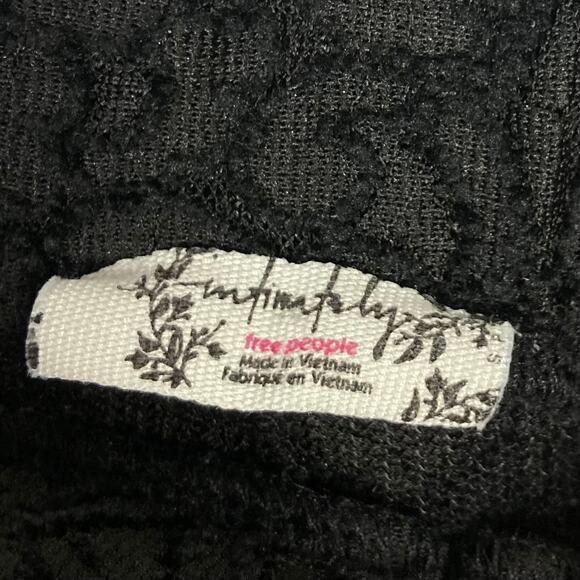 intimately
free people
Made in Vietnam
Fabriqué en Vietnam